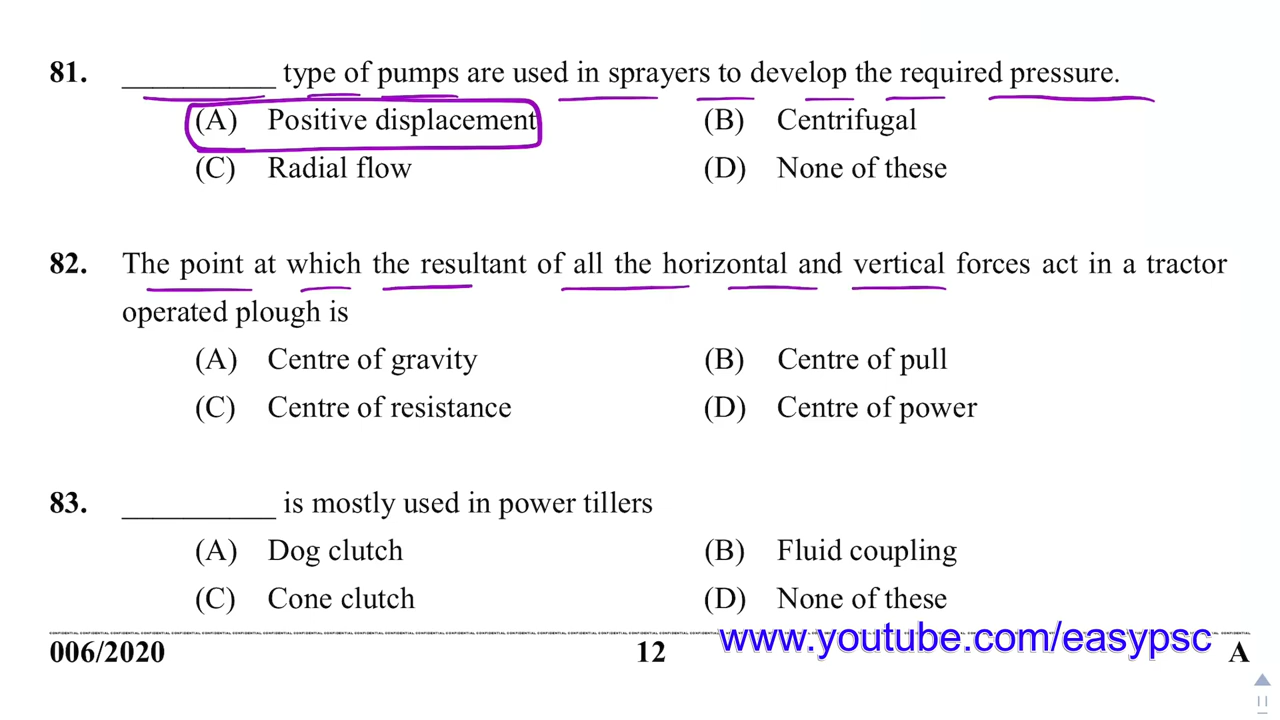 81. __________ type of pumps are used in sprayers to develop the required pressure.
(A) Positive displacement (B) Centrifugal
(C) Radial flow (D) None of these
82. The point at which the resultant of all the horizontal and vertical forces act in a tractor
operated plough is
(A) Centre of gravity (B) Centre of pull
(C) Centre of resistance (D) Centre of power
83. __________ is mostly used in power tillers
(A) Dog clutch (B) Fluid coupling
(C) Cone clutch (D) None of these
www.youtube.com/easypsc
006/2020 12 A